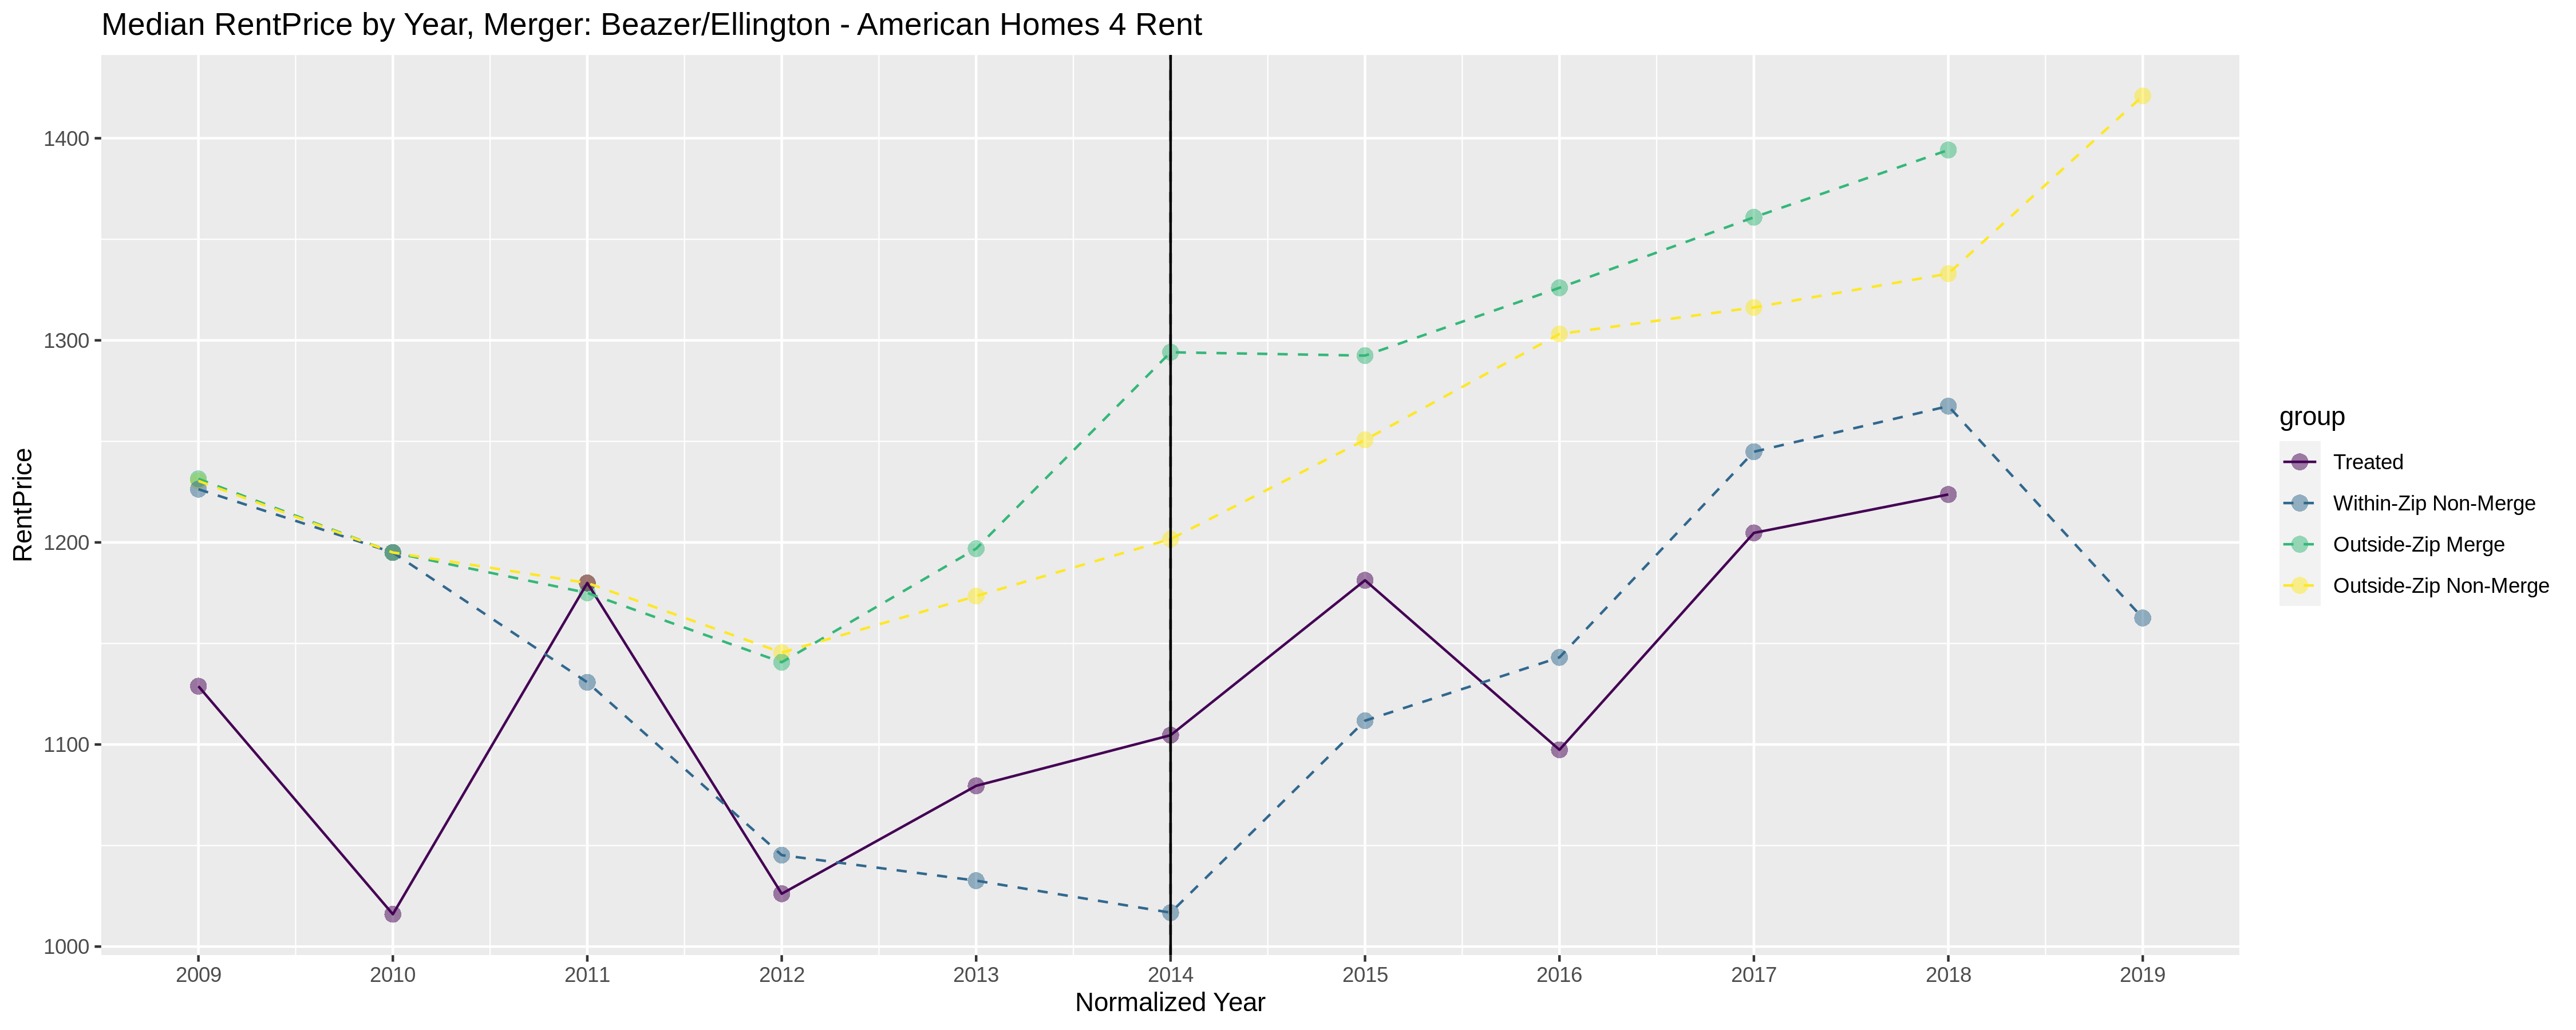 Median RentPrice by Year, Merger: Beazer/Ellington - American Homes 4 Rent
1400
1300
1200
1100
1000
RentPrice
2009 2010 2011 2012 2013 2014 2015 2016 2017 2018 2019
Normalized Year
group
Treated
Within-Zip Non-Merge
Outside-Zip Merge
Outside-Zip Non-Merge